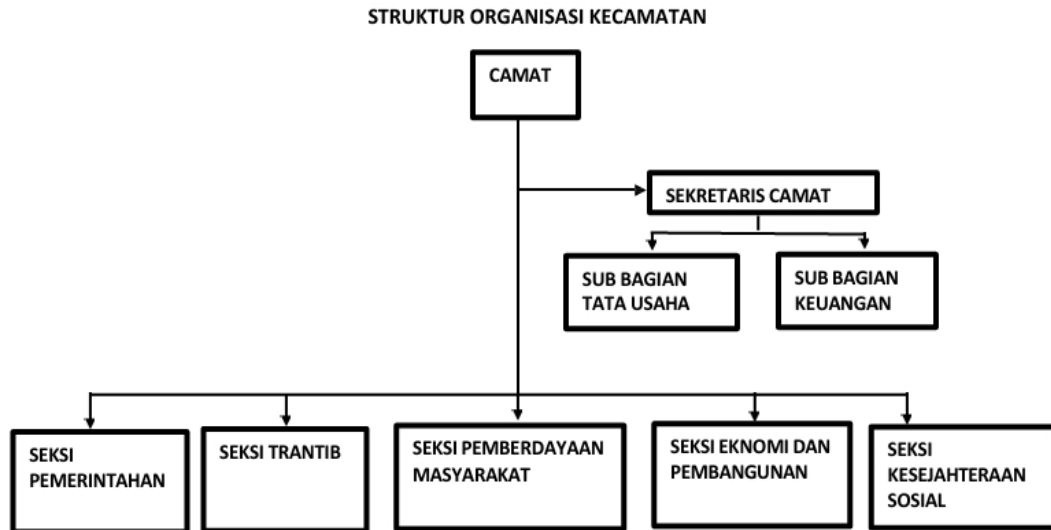 STRUKTUR ORGANISASI KECAMATAN
CAMAT
SEKRETARIS CAMAT
SUB BAGIAN
TATA USAHA
SUB BAGIAN
KEUANGAN
SEKSI
PEMERINTAHAN
SEKSI TRANTIB
SEKSI PEMBERDAYAAN
MASYARAKAT
SEKSI EKNOMI DAN
PEMBANGUNAN
SEKSI
KESEJAHTERAAN
SOSIAL